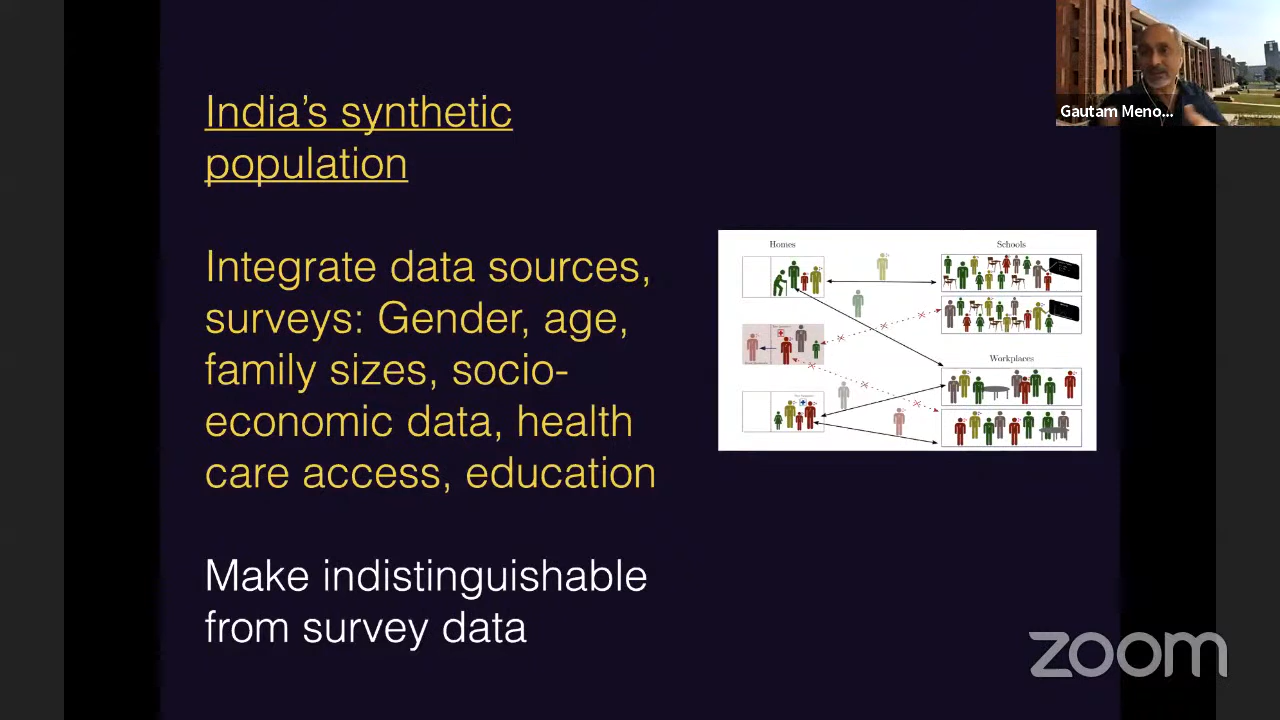 India's synthetic
population
Integrate data sources,
surveys: Gender, age,
family sizes, socio-
economic data, health
care access, education
Make indistinguishable
from survey data
Homes
Schools
Workplaces
Gautam Meno...
zoom